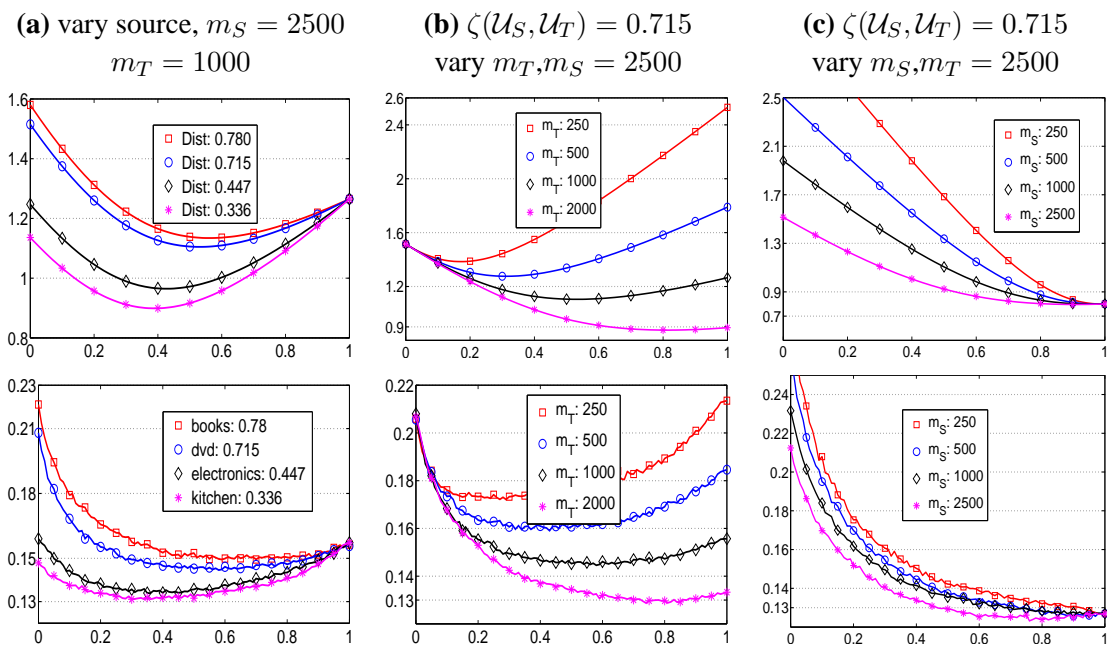 (a) vary source, m_S = 2500
m_T = 1000
(b) ζ(U_S, U_T) = 0.715
vary m_T,m_S = 2500
(c) ζ(U_S, U_T) = 0.715
vary m_S,m_T = 2500
1.6
1.4
1.2
1
0.8
0 0.2 0.4 0.6 0.8 1
Dist: 0.780
Dist: 0.715
Dist: 0.447
Dist: 0.336
2.6
2.4
2
1.6
1.2
0.9
0 0.2 0.4 0.6 0.8 1
m_T: 250
m_T: 500
m_T: 1000
m_T: 2000
2.5
2.1
1.7
1.3
0.9
0.7
0 0.2 0.4 0.6 0.8 1
m_S: 250
m_S: 500
m_S: 1000
m_S: 2500
0.23
0.21
0.18
0.15
0.13
0 0.2 0.4 0.6 0.8 1
books: 0.78
dvd: 0.715
electronics: 0.447
kitchen: 0.336
0.22
0.2
0.18
0.16
0.14
0.13
0 0.2 0.4 0.6 0.8 1
m_T: 250
m_T: 500
m_T: 1000
m_T: 2000
0.24
0.22
0.2
0.17
0.15
0.13
0 0.2 0.4 0.6 0.8 1
m_S: 250
m_S: 500
m_S: 1000
m_S: 2500